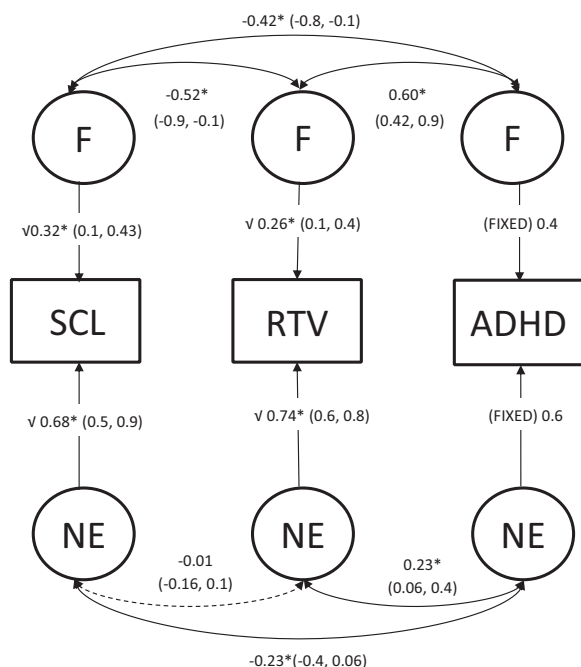 -0.42* (-0.8, -0.1)
-0.52*
(-0.9, -0.1)
0.60*
(0.42, 0.9)
F
F
F
√0.32* (0.1, 0.43)
√ 0.26* (0.1, 0.4)
(FIXED) 0.4
SCL
RTV
ADHD
√ 0.68* (0.5, 0.9)
√ 0.74* (0.6, 0.8)
(FIXED) 0.6
NE
NE
NE
-0.01
(-0.16, 0.1)
0.23*
(0.06, 0.4)
-0.23*(-0.4, 0.06)